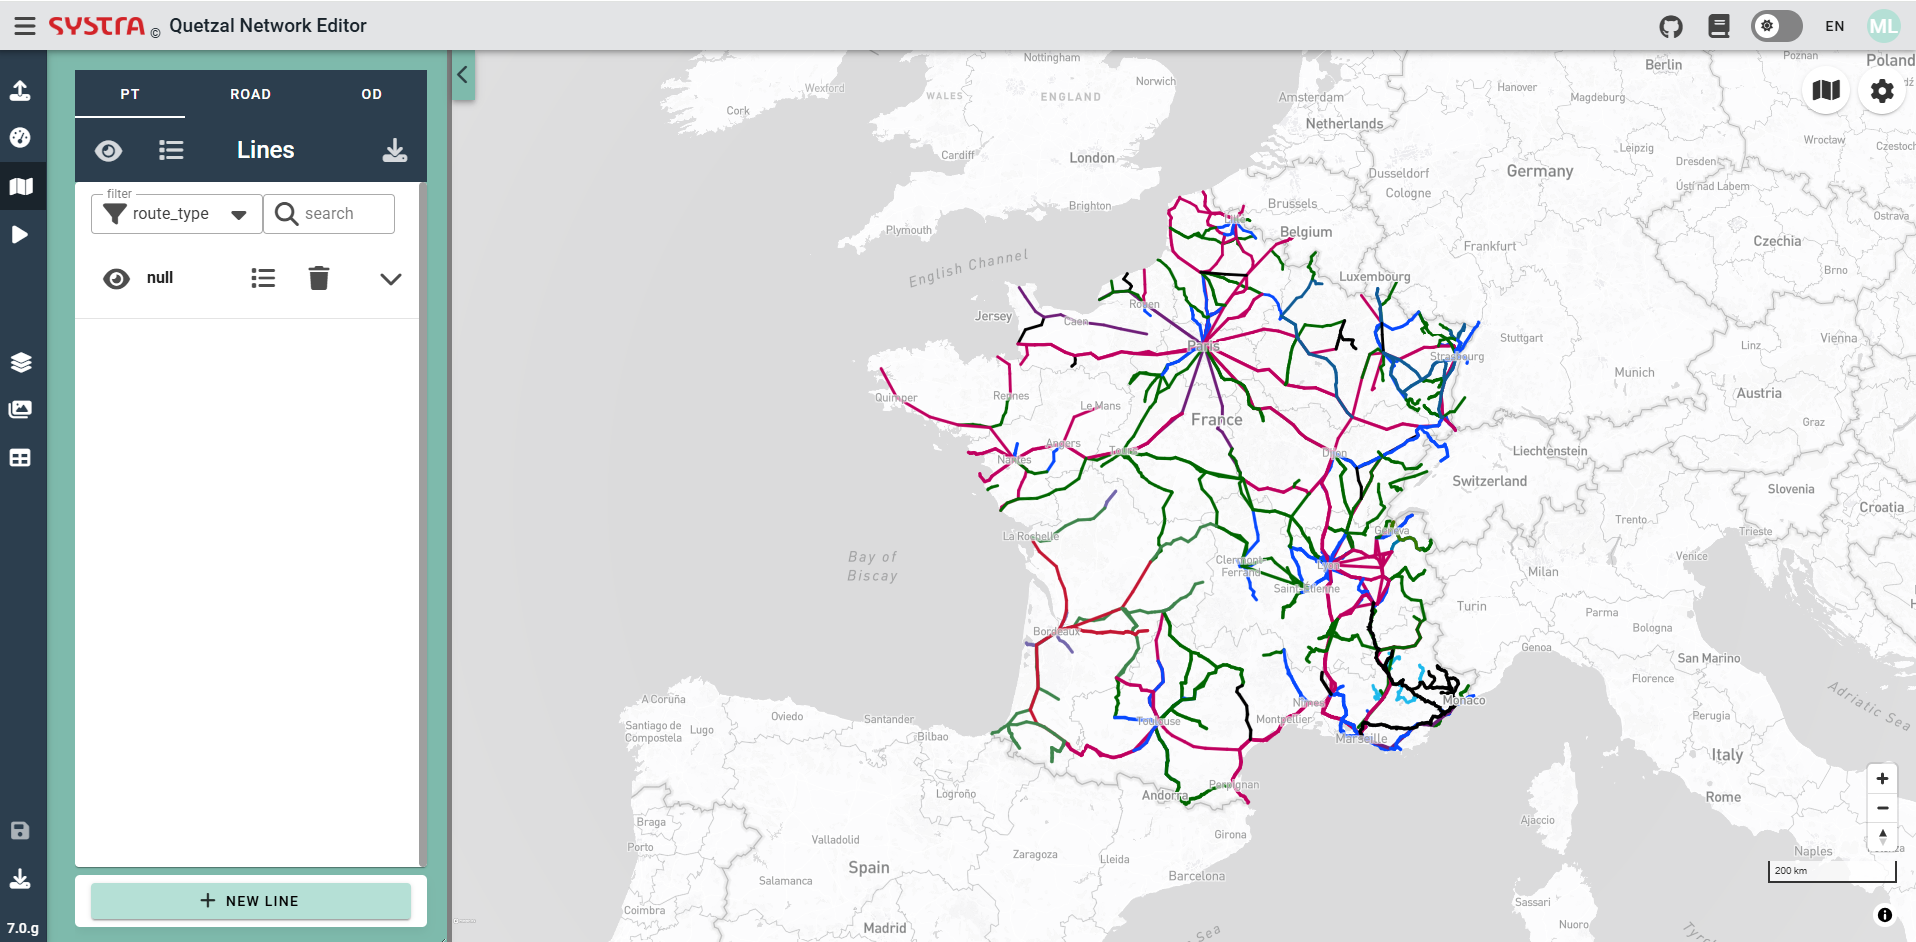 SYSTRA © Quetzal Network Editor
EN
ML
PT ROAD OD
Lines
filter
route_type
search
null
NEW LINE
7.0.g
Nottingham
Norwich
Wexford
WALES
ENGLAND
Cork
Cardiff
London
Brighton
Plymouth
English Channel
Jersey
Amsterdam
Netherlands
Brussels
Belgium
Luxembourg
Berlin
Poznan
Poland
Hanover
Magdeburg
Wrocław
Leipzig
Dresden
Germany
Dusseldorf
Cologne
Ústí nad Labem
Ostrava
Czechia
Brno
Frankfurt
Stuttgart
Linz
Vienna
Munich
Austria
Graz
Liechtenstein
Switzerland
Slovenia
Croatia
Trento
Trieste
Venice
Milan
Turin
Parma
Bologna
Genoa
San Marino
Florence
Perugia
Adriatic Sea
Italy
Rome
Naples
Ajaccio
Sassari
Nuoro
Lille
Rouen
Caen
Paris
Strasbourg
Quimper
Rennes
Le Mans
France
Angers
Nantes
Tours
Dijon
La Rochelle
Geneva
Clermont-
Ferrand
Lyon
Saint-Étienne
Bay of
Biscay
Bordeaux
Toulouse
Nîmes
Montpellier
Marseille
Monaco
Perpignan
Andorra
Girona
A Coruña
Santiago de
Compostela
Lugo
Oviedo
Santander
Bilbao
Logroño
Braga
Porto
Valladolid
Zaragoza
Lleida
Spain
Salamanca
Barcelona
Coimbra
Madrid
200 km